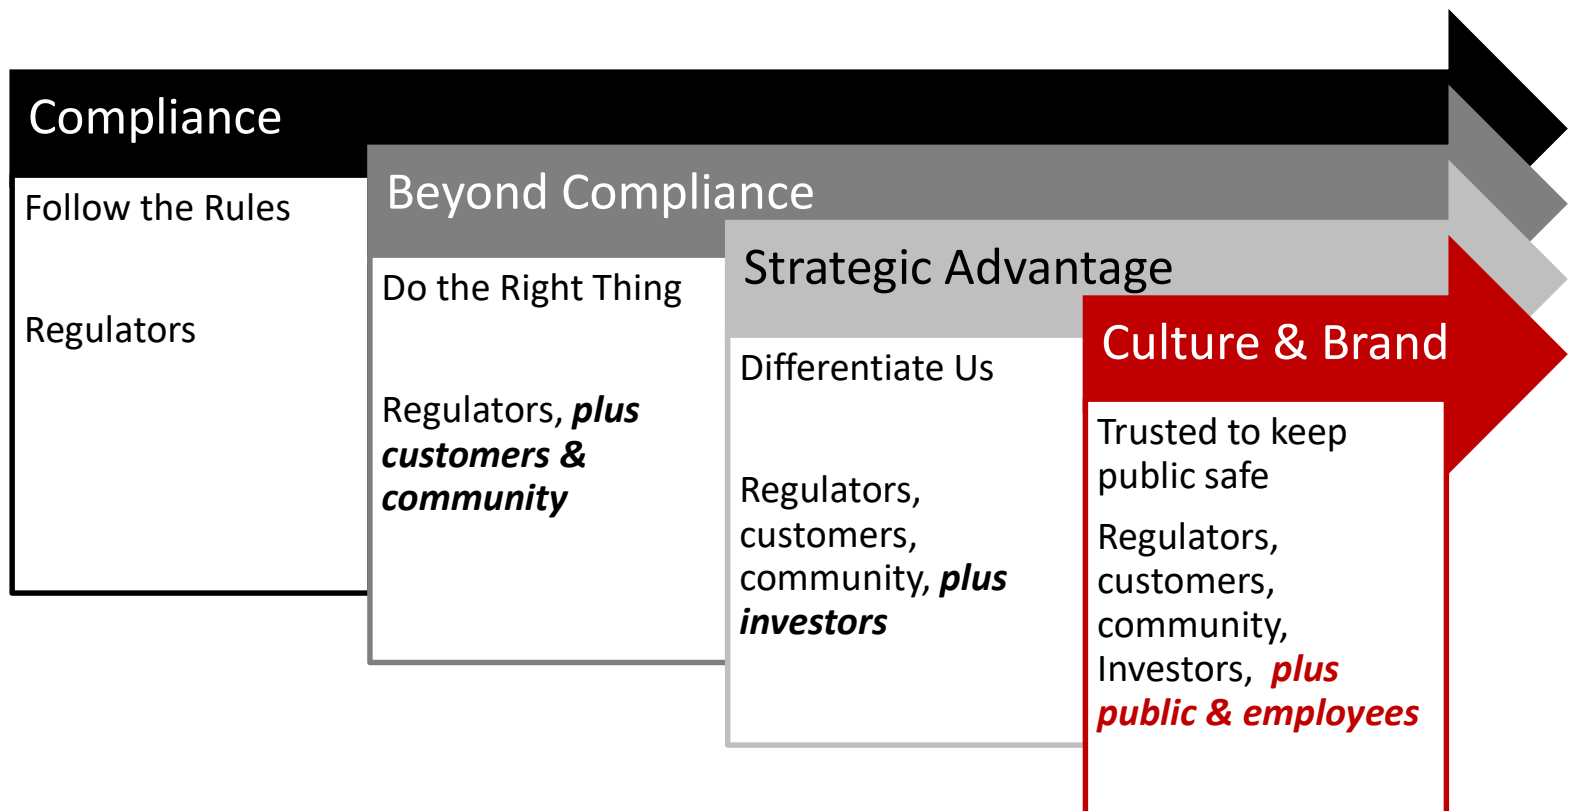 Compliance
Follow the Rules
Regulators
Beyond Compliance
Do the Right Thing
Regulators, plus
customers &
community
Strategic Advantage
Differentiate Us
Regulators,
customers,
community, plus
investors
Culture & Brand
Trusted to keep
public safe
Regulators,
customers,
community,
Investors,  plus
public & employees